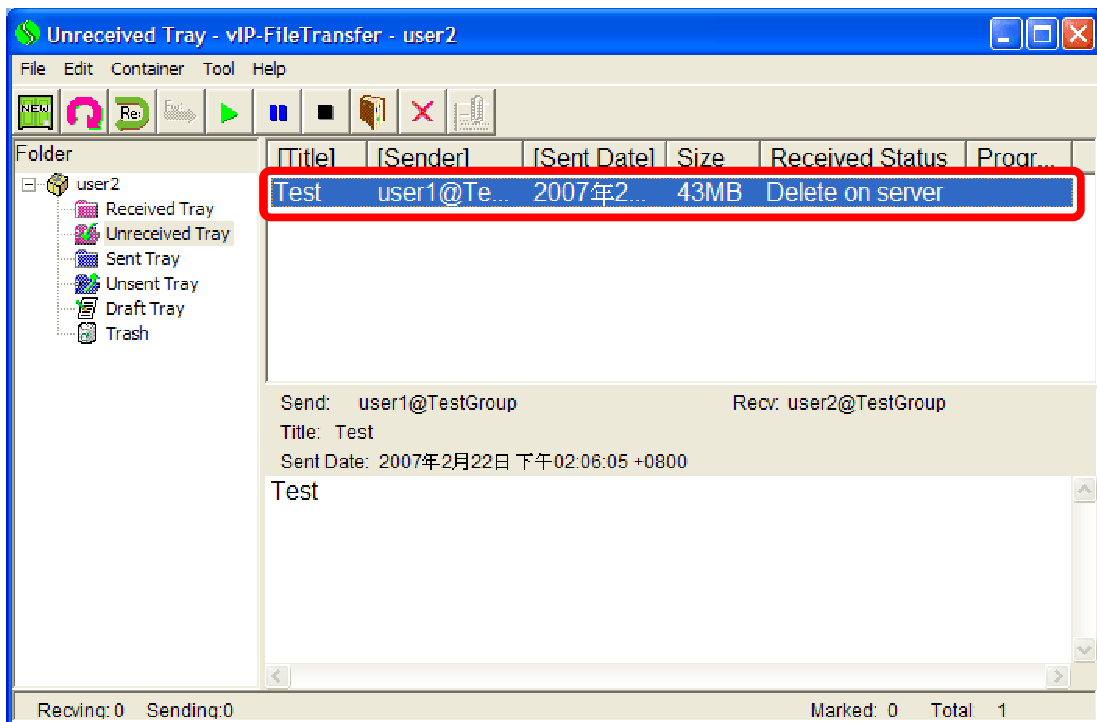 Unreceived Tray - vIP-FileTransfer - user2
File Edit Container Tool Help
NEW Re:
Folder
[Title] [Sender] [Sent Date] Size Received Status Progr...
user2
Received Tray
Unreceived Tray
Sent Tray
Unsent Tray
Draft Tray
Trash
Test user1@Te... 2007年2... 43MB Delete on server
Send: user1@TestGroup Recv: user2@TestGroup
Title: Test
Sent Date: 2007年2月22日 下午02:06:05 +0800
Test
Recving: 0 Sending:0 Marked: 0 Total: 1